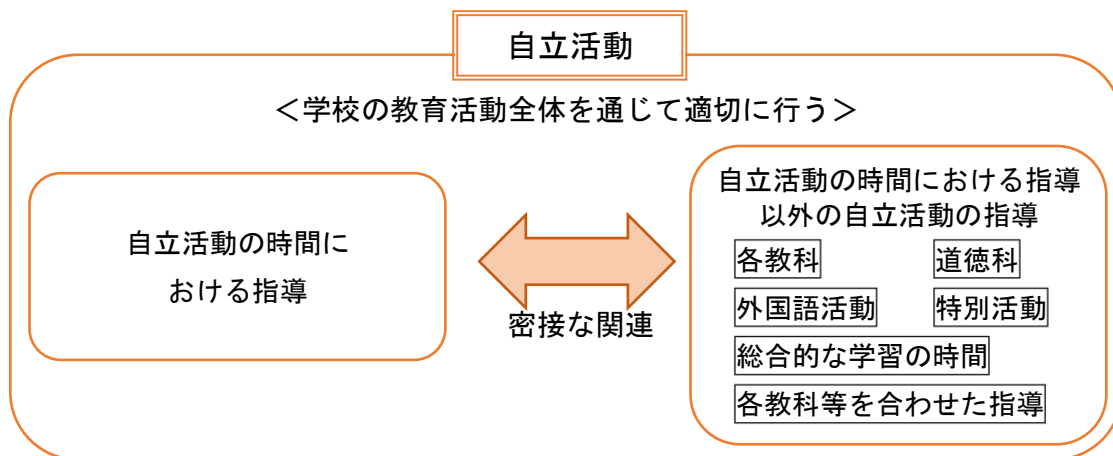 自立活動
＜学校の教育活動全体を通じて適切に行う＞
自立活動の時間に
おける指導
密接な関連
自立活動の時間における指導
以外の自立活動の指導
各教科
道徳科
外国語活動
特別活動
総合的な学習の時間
各教科等を合わせた指導